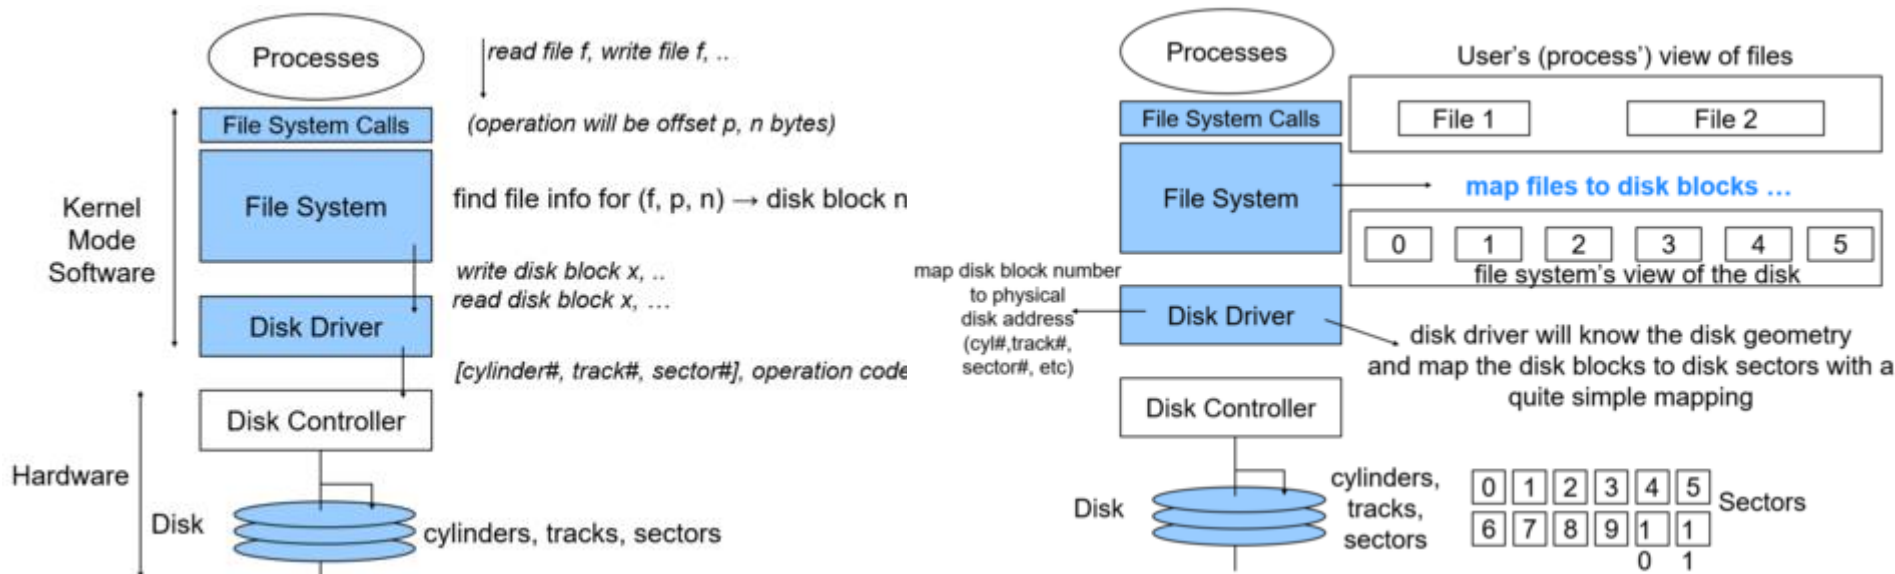 Processes
read file f, write file f, ..
File System Calls
(operation will be offset p, n bytes)
File System
find file info for (f, p, n) → disk block n
Kernel
Mode
Software
write disk block x, ..
read disk block x, …
Disk Driver
[cylinder#, track#, sector#], operation code
Disk Controller
Hardware
Disk
cylinders, tracks, sectors
Processes
User's (process') view of files
File System Calls
File 1 File 2
File System
map files to disk blocks …
0 1 2 3 4 5
file system's view of the disk
map disk block number
to physical
disk address
(cyl#,track#,
sector#, etc)
Disk Driver
disk driver will know the disk geometry
and map the disk blocks to disk sectors with a
quite simple mapping
Disk Controller
Disk
cylinders,
tracks,
sectors
0 1 2 3 4 5
6 7 8 9 10 11
Sectors